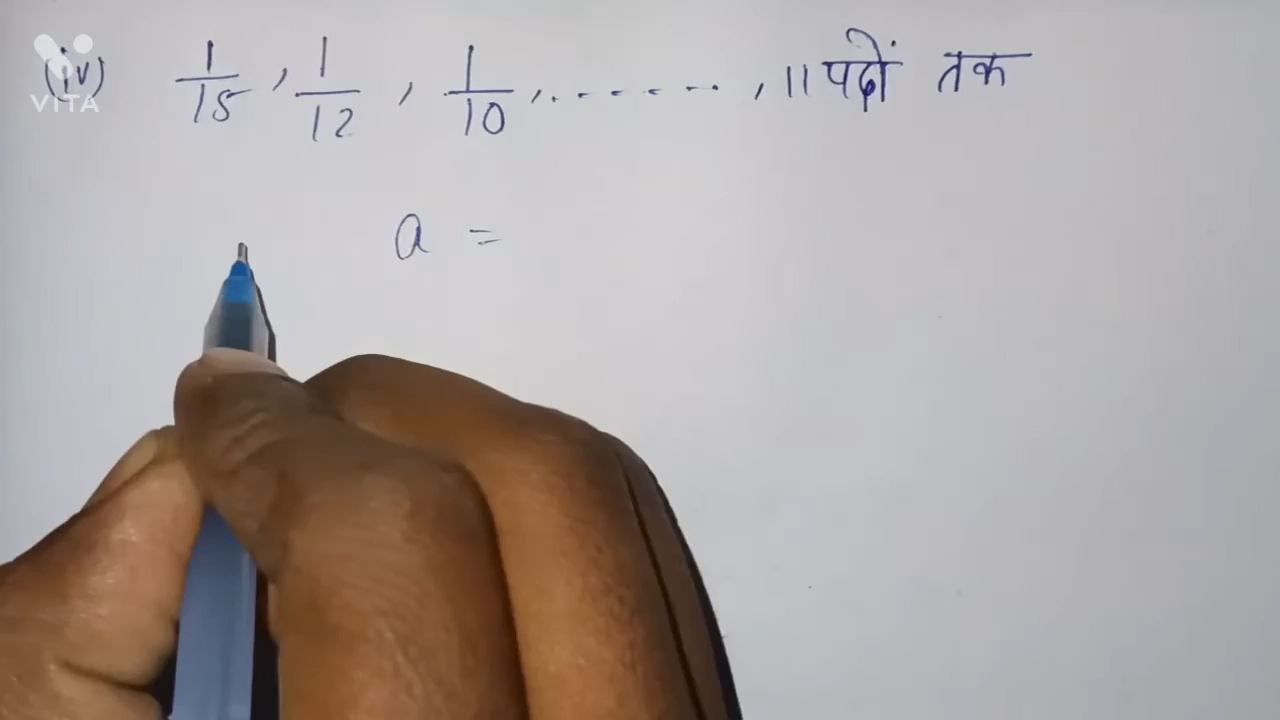 (iv) 1/15, 1/12, 1/10, ......., 11 पदों तक
VITA
a =